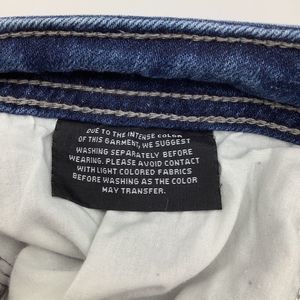 DUE TO THE INTENSE COLOR
OF THIS GARMENT, WE SUGGEST
WASHING SEPARATELY BEFORE
WEARING. PLEASE AVOID CONTACT
WITH LIGHT COLORED FABRICS
BEFORE WASHING AS THE COLOR
MAY TRANSFER.